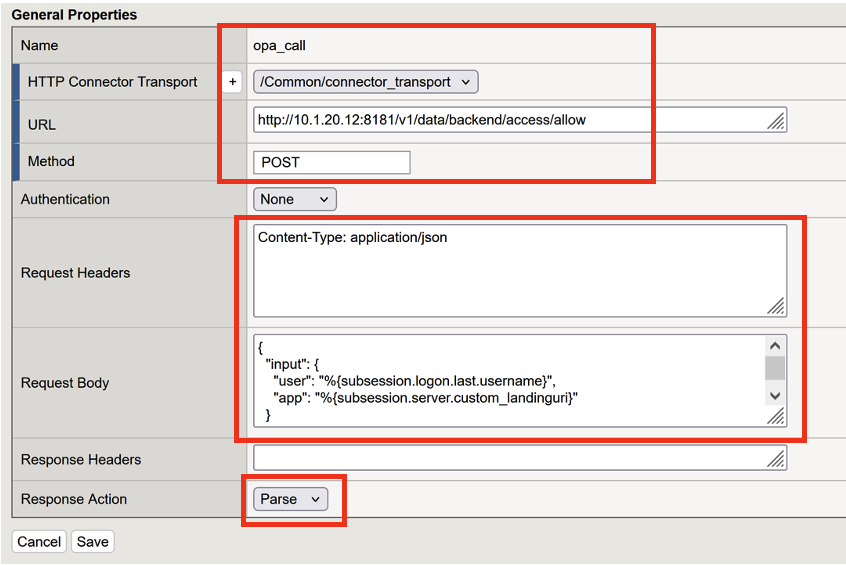 General Properties
Name opa_call
HTTP Connector Transport + /Common/connector_transport
URL http://10.1.20.12:8181/v1/data/backend/access/allow
Method POST
Authentication None
Request Headers Content-Type: application/json
Request Body
{
"input": {
"user": "%{subsession.logon.last.username}",
"app": "%{subsession.server.custom_landinguri}"
}
Response Headers
Response Action Parse
Cancel Save